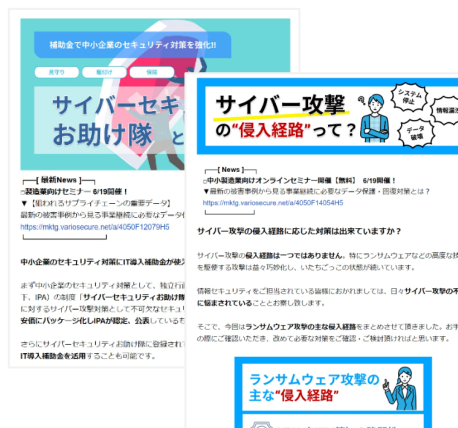 補助金で中小企業のセキュリティ対策を強化!!
見守り
駆付け
保険
サイバーセキ
お助け隊 と
┌─[ 最新News ]─┐
□製造業向けセミナー 6/19開催！
▼【狙われるサプライチェーンの重要データ】
最新の被害事例から見る事業継続に必要なデータ保
https://mktg.variosecure.net/a/4050F12079H5
中小企業のセキュリティ対策にIT導入補助金が使え
まず中小企業のセキュリティ対策として、独立行政
下、IPA）の制度「サイバーセキュリティお助け隊
に対するサイバー攻撃対策として不可欠なセキュリ
安価にパッケージ化しIPAが認定、公表しているも
さらにサイバーセキュリティお助け隊に登録され
IT導入補助金を活用することも可能です。
サイバー攻撃
の“侵入経路”って？
システム
停止
情報漏洩
データ
破壊
┌─[ News ]─┐
□中小製造業向けオンラインセミナー開催【無料】 6/19開催！
▼最新の被害事例から見る事業継続に必要なデータ保護・回復対策とは？
https://mktg.variosecure.net/a/4050F14054H5
サイバー攻撃の侵入経路に応じた対策は出来ていますか？
サイバー攻撃の侵入経路は一つではありません。特にランサムウェアなどの高度な技
を駆使する攻撃は益々巧妙化し、いたちごっこの状態が続いています。
情報セキュリティをご担当されている皆様におかれましては、日々サイバー攻撃の不
に悩まされていることとお察し致します。
そこで、今回はランサムウェア攻撃の主な侵入経路をまとめさせて頂きました。お手
の際にご確認いただき、改めて必要な対策をご確認・ご検討頂ければと思います。
ランサムウェア攻撃の
主な“侵入経路”